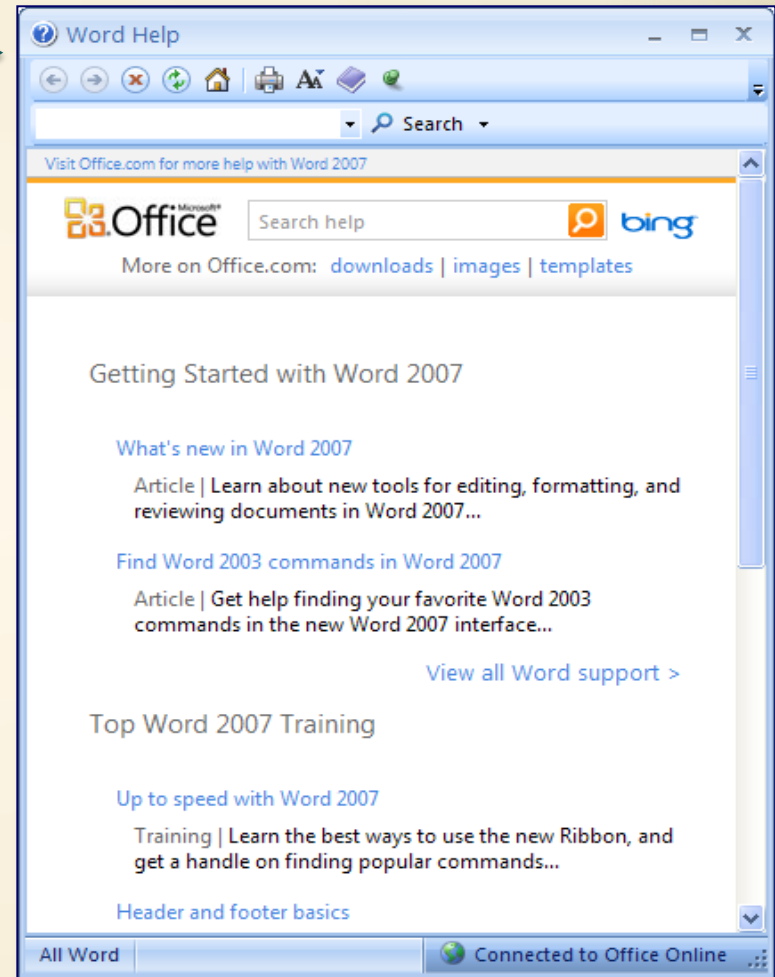 Word Help
Search
Visit Office.com for more help with Word 2007
Microsoft®
Office
Search help
bing
More on Office.com: downloads | images | templates
Getting Started with Word 2007
What's new in Word 2007
Article | Learn about new tools for editing, formatting, and
reviewing documents in Word 2007...
Find Word 2003 commands in Word 2007
Article | Get help finding your favorite Word 2003
commands in the new Word 2007 interface...
View all Word support >
Top Word 2007 Training
Up to speed with Word 2007
Training | Learn the best ways to use the new Ribbon, and
get a handle on finding popular commands...
Header and footer basics
All Word
Connected to Office Online